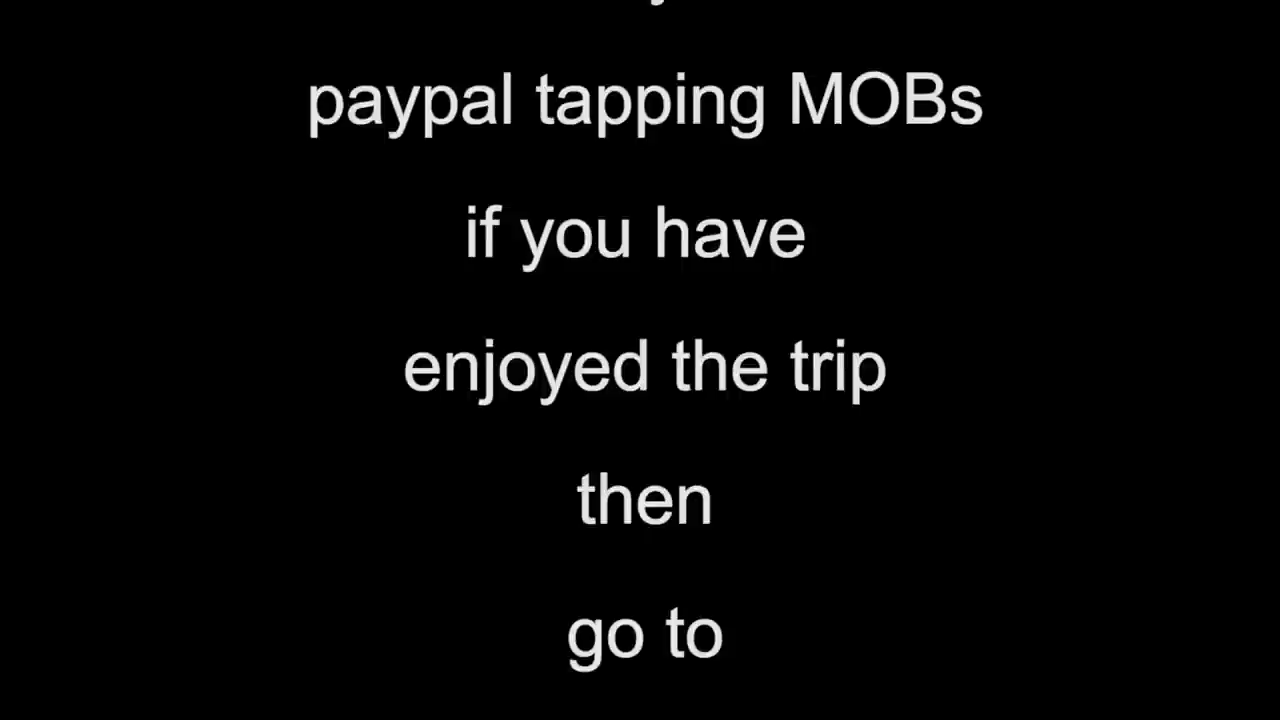 paypal tapping MOBs
if you have
enjoyed the trip
then
go to